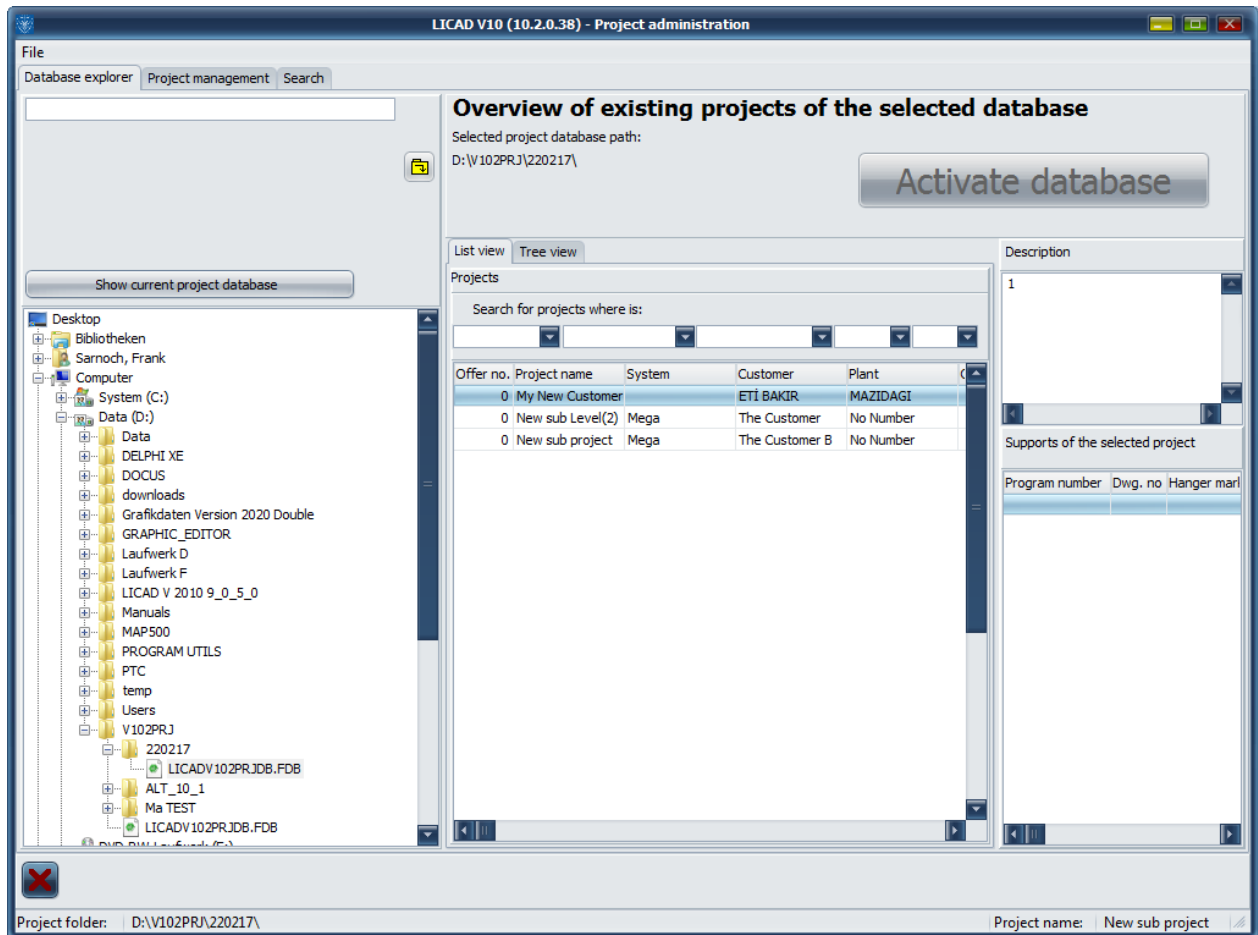 LICAD V10 (10.2.0.38) - Project administration
File
Database explorer Project management Search
Overview of existing projects of the selected database
Selected project database path:
D:\V102PRJ\220217\
Activate database
Show current project database
Desktop
Bibliotheken
Sarnoch, Frank
Computer
System (C:)
Data (D:)
Data
DELPHI XE
DOCUS
downloads
Grafikdaten Version 2020 Double
GRAPHIC_EDITOR
Laufwerk D
Laufwerk F
LICAD V 2010 9_0_5_0
Manuals
MAP500
PROGRAM UTILS
PTC
temp
Users
V102PRJ
220217
LICADV102PRJDB.FDB
ALT_10_1
Ma TEST
LICADV102PRJDB.FDB
List view Tree view
Projects
Search for projects where is:
Offer no. Project name System Customer Plant
0 My New Customer ETİ BAKIR MAZIDAGI
0 New sub Level(2) Mega The Customer No Number
0 New sub project Mega The Customer B No Number
Description
1
Supports of the selected project
Program number Dwg. no Hanger marl
Project folder: D:\V102PRJ\220217\ Project name: New sub project